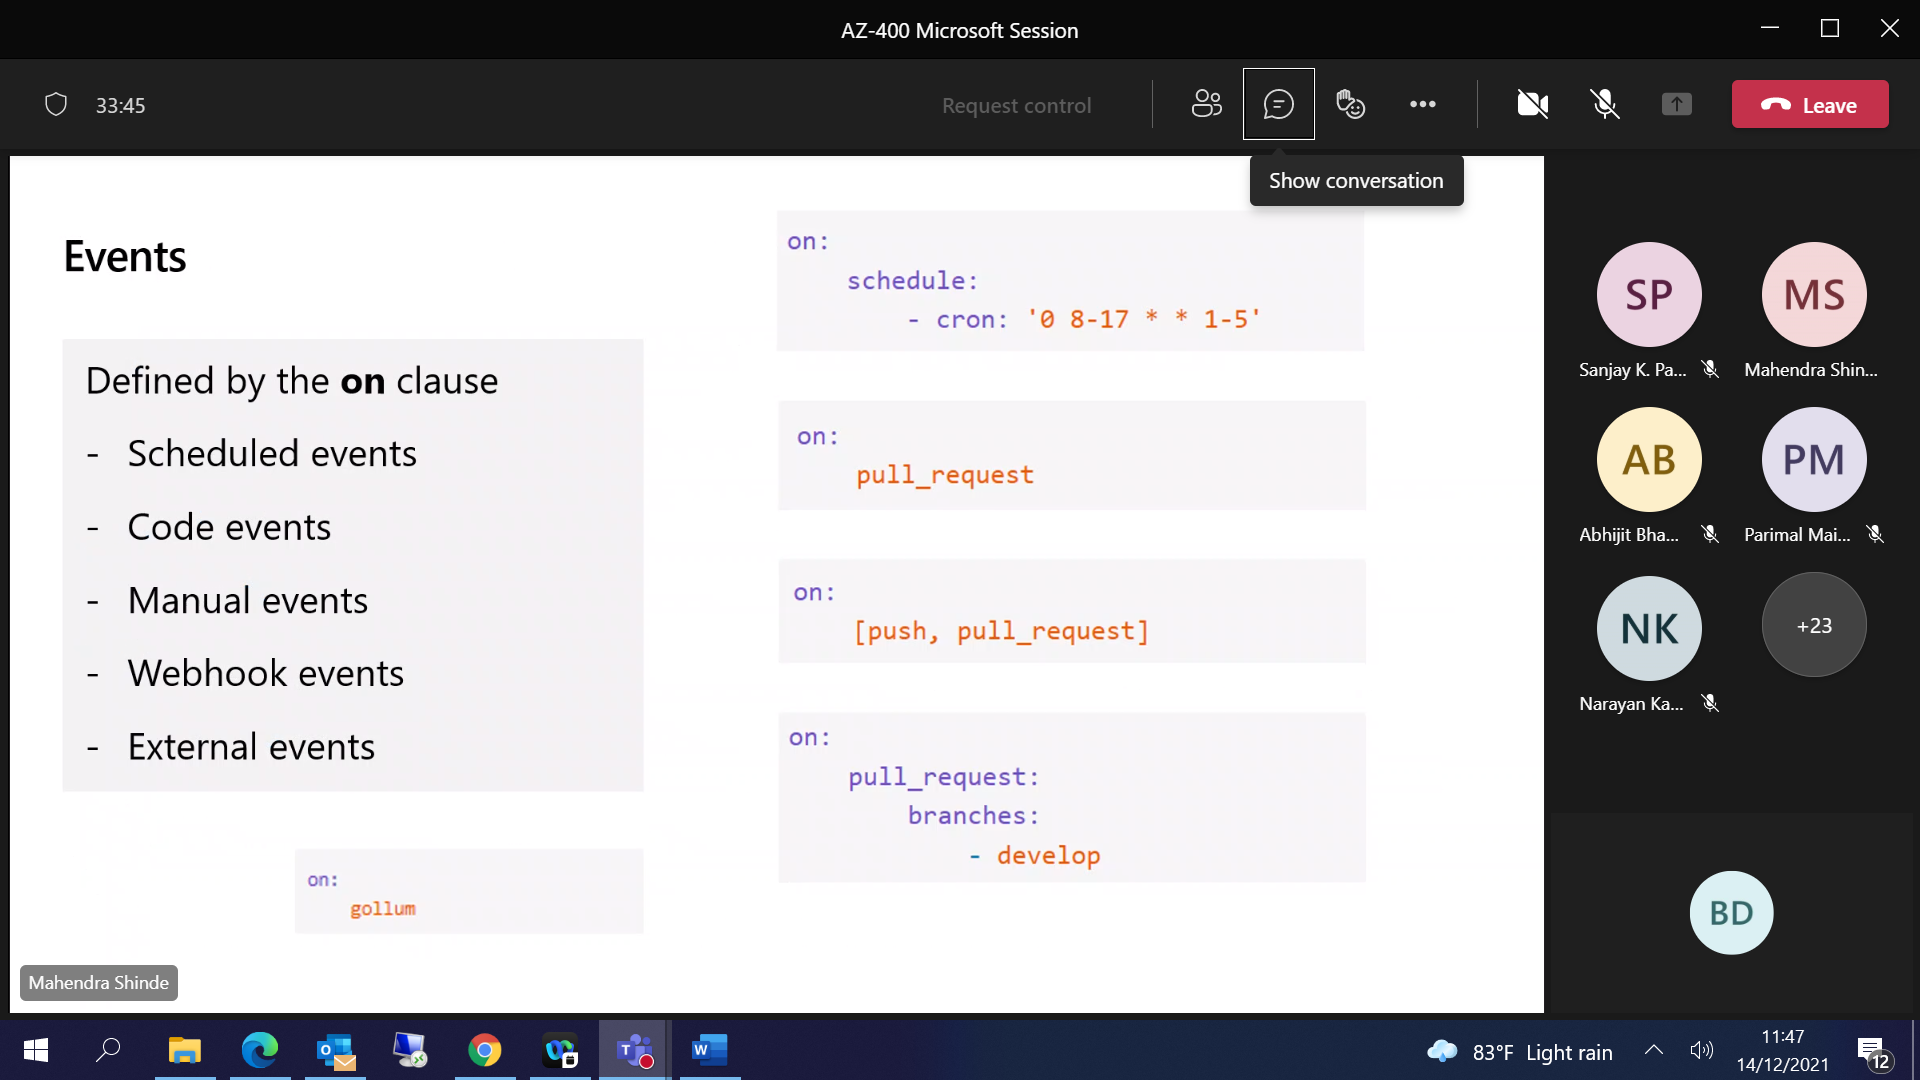 AZ-400 Microsoft Session
33:45
Request control
Leave
Show conversation
Events
Defined by the on clause
- Scheduled events
- Code events
- Manual events
- Webhook events
- External events
on:
gollum
on:
schedule:
- cron: '0 8-17 * * 1-5'
on:
pull_request
on:
[push, pull_request]
on:
pull_request:
branches:
- develop
Mahendra Shinde
SP
MS
Sanjay K. Pa...
Mahendra Shin...
AB
PM
Abhijit Bha...
Parimal Mai...
NK
+23
Narayan Ka...
BD
83°F Light rain
11:47
14/12/2021
12